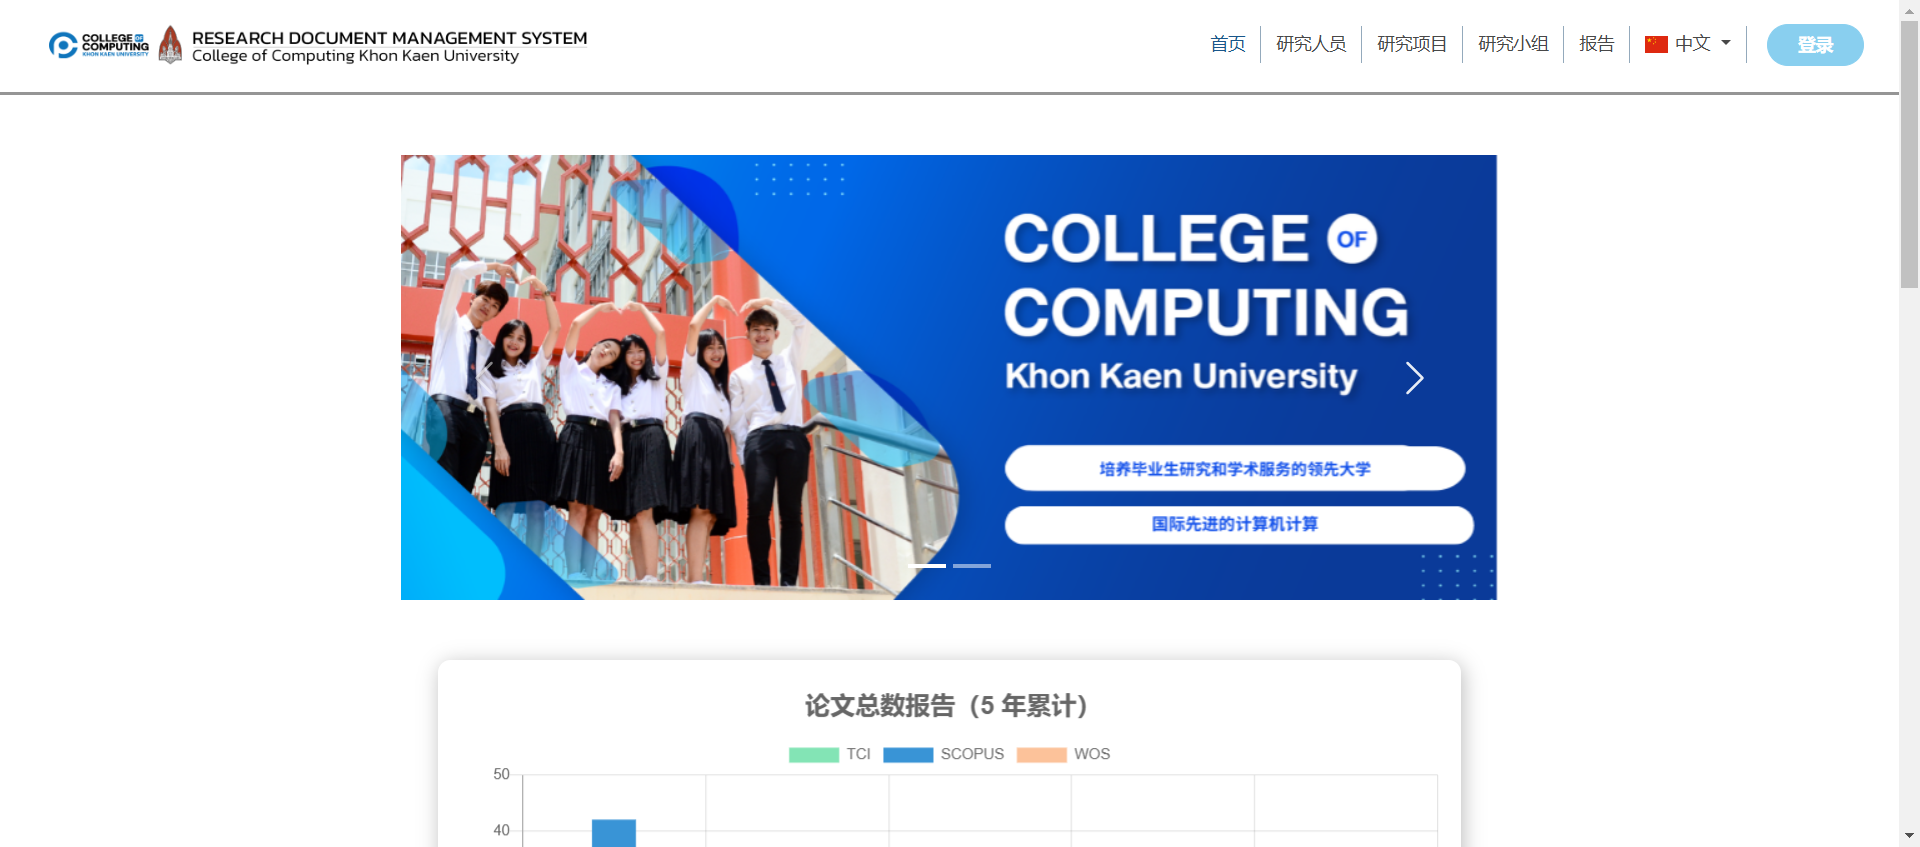 COLLEGE OF
COMPUTING
KHON KAEN UNIVERSITY
RESEARCH DOCUMENT MANAGEMENT SYSTEM
College of Computing Khon Kaen University
首页
研究人员
研究项目
研究小组
报告
中文
登录
COLLEGE OF
COMPUTING
Khon Kaen University
培养毕业生研究和学术服务的领先大学
国际先进的计算机计算
论文总数报告（5 年累计）
TCI
SCOPUS
WOS
50
40